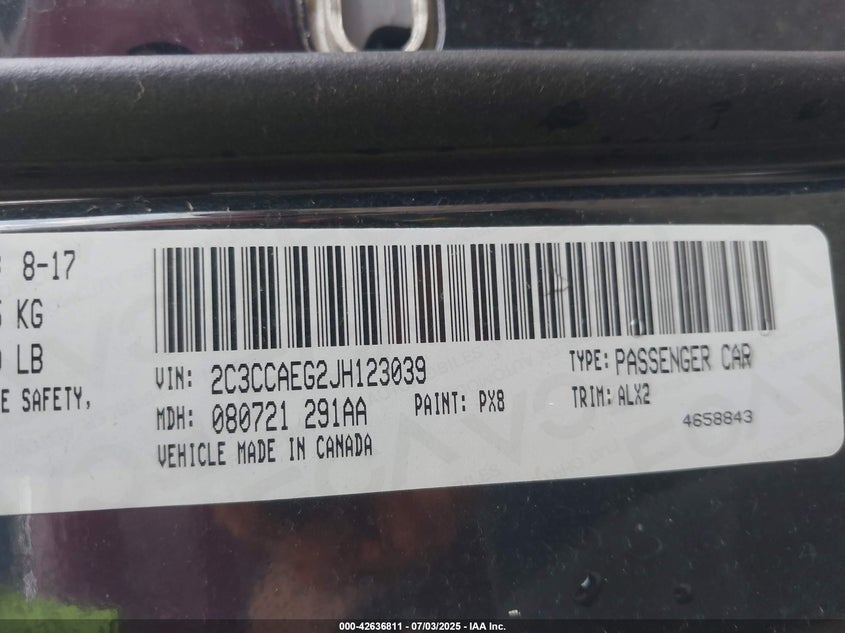 8-17
KG
LB
E SAFETY,
VIN: 2C3CCAEG2JH123039
TYPE: PASSENGER CAR
MDH: 080721 291AA
PAINT: PX8
TRIM: ALX2
4658843
VEHICLE MADE IN CANADA
000-42636811 - 07/03/2025 - IAA Inc.